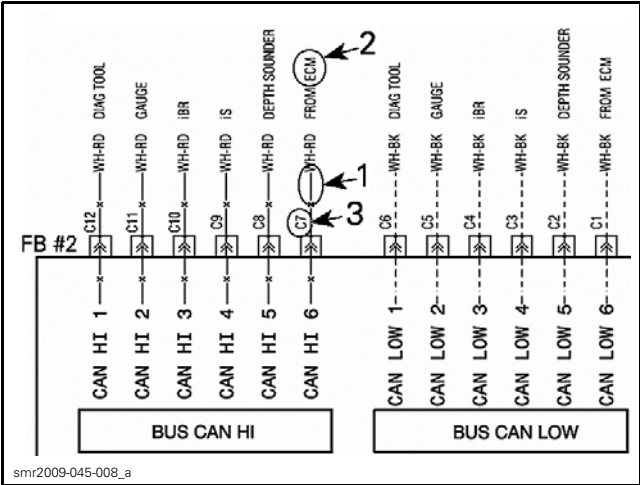 2
1
3
DIAG TOOL
GAUGE
iBR
iS
DEPTH SOUNDER
FROM ECM
DIAG TOOL
GAUGE
iBR
iS
DEPTH SOUNDER
FROM ECM
WH-RD
WH-RD
WH-RD
WH-RD
WH-RD
WH-RD
WH-BK
WH-BK
WH-BK
WH-BK
WH-BK
WH-BK
C12
C11
C10
C9
C8
C7
C6
C5
C4
C3
C2
C1
FB #2
CAN HI 1
CAN HI 2
CAN HI 3
CAN HI 4
CAN HI 5
CAN HI 6
CAN LOW 1
CAN LOW 2
CAN LOW 3
CAN LOW 4
CAN LOW 5
CAN LOW 6
BUS CAN HI
BUS CAN LOW
smr2009-045-008_a